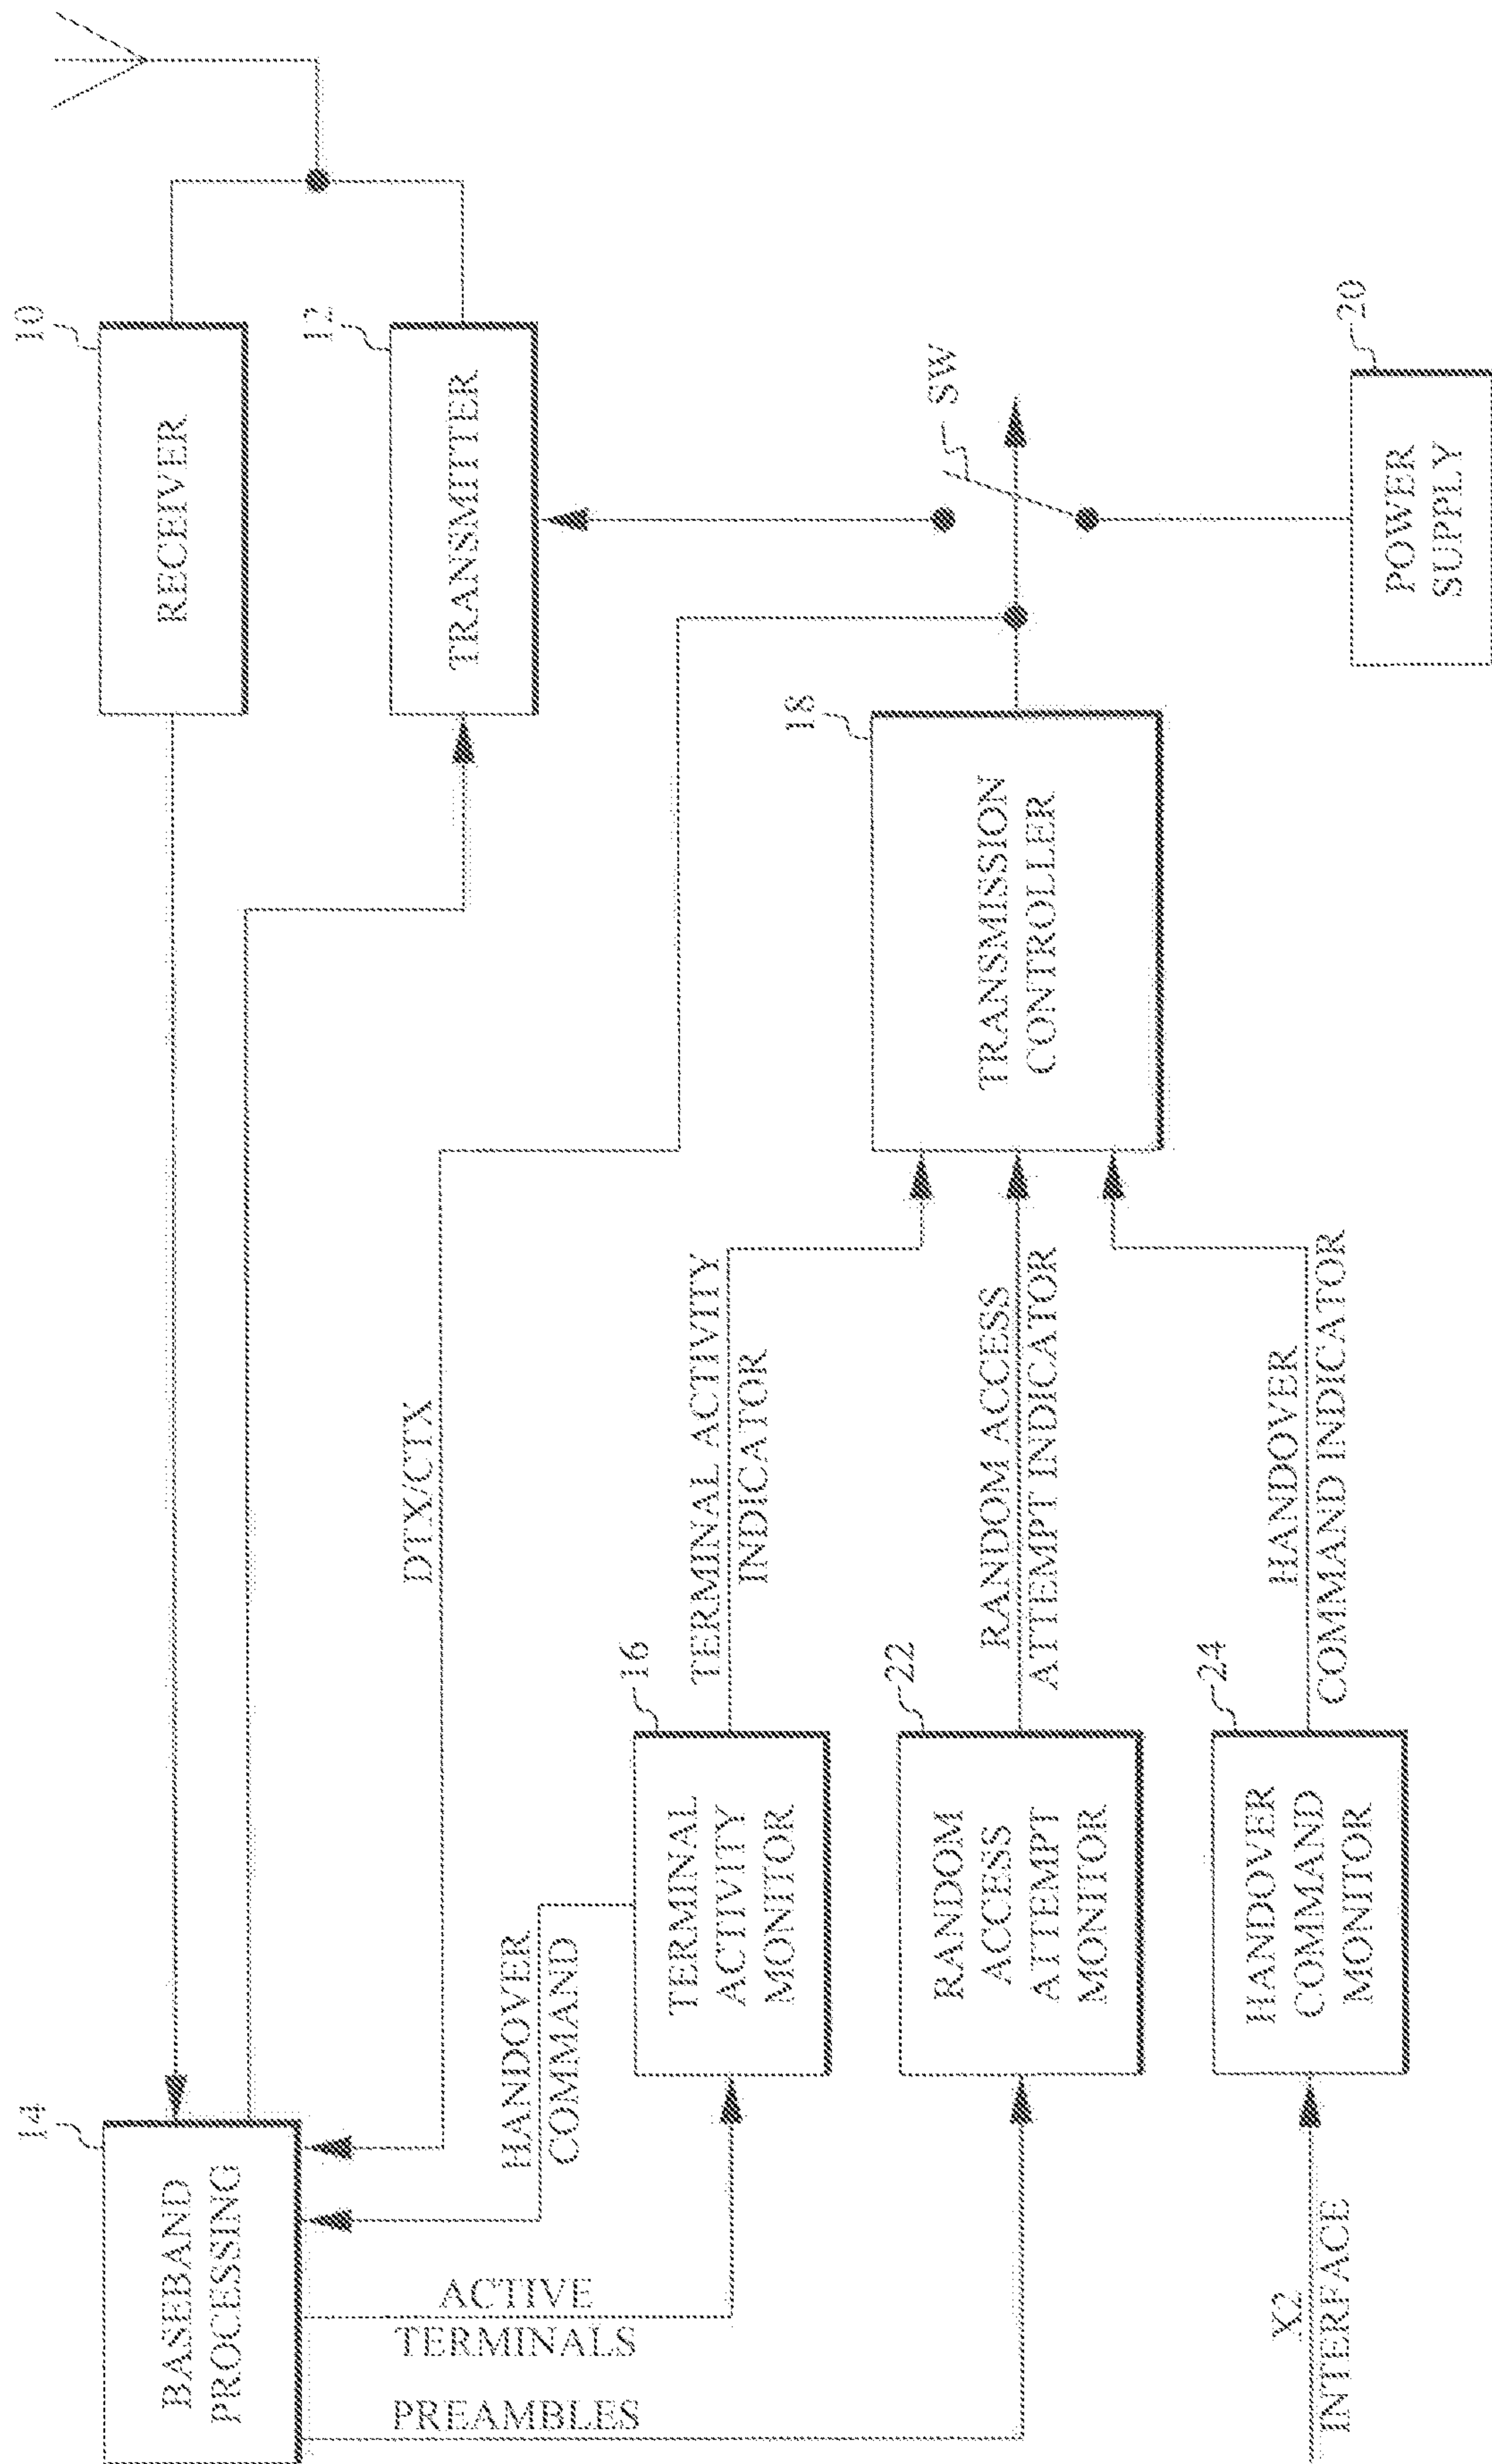 10
RECEIVER
12
TRANSMITTER
14
BASEBAND
PROCESSING
DTX/CTX
HANDOVER
COMMAND
ACTIVE
TERMINALS
PREAMBLES
16
TERMINAL
ACTIVITY
MONITOR
TERMINAL ACTIVITY
INDICATOR
22
RANDOM
ACCESS
ATTEMPT
MONITOR
RANDOM ACCESS
ATTEMPT INDICATOR
X2
INTERFACE
24
HANDOVER
COMMAND
MONITOR
HANDOVER
COMMAND INDICATOR
18
TRANSMISSION
CONTROLLER
SW
20
POWER
SUPPLY